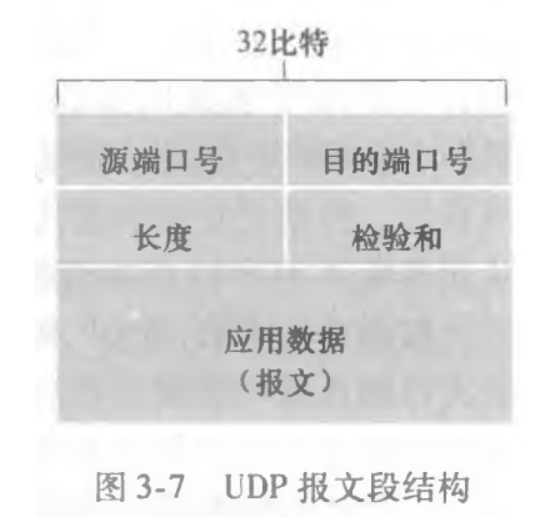 32比特
源端口号 目的端口号
长度 检验和
应用数据
（报文）
图 3-7 UDP 报文段结构